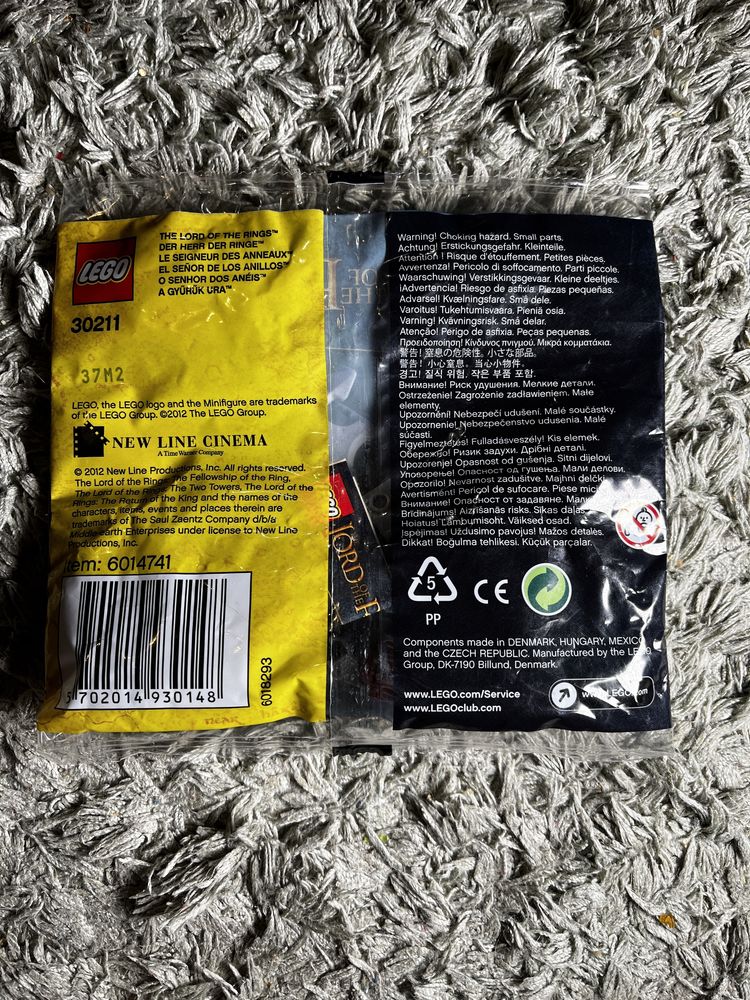 LEGO
THE LORD OF THE RINGS™
DER HERR DER RINGE™
LE SEIGNEUR DES ANNEAUX™
EL SEÑOR DE LOS ANILLOS™
O SENHOR DOS ANÉIS™
A GYŰRŰK URA™
30211
37M2
LEGO, the LEGO logo and the Minifigure are trademarks
of the LEGO Group. ©2012 The LEGO Group.
NEW LINE CINEMA
A Time Warner Company
© 2012 New Line Productions, Inc. All rights reserved.
The Lord of the Rings: The Fellowship of the Ring,
The Lord of the Rings: The Two Towers, The Lord of the
Rings: The Return of the King and the names of the
characters, items, events and places therein are
trademarks of The Saul Zaentz Company d/b/a
Middle-earth Enterprises under license to New Line
Productions, Inc.
Item: 6014741
5 702014 930148
6018293
LORD
OF THE
Warning! Choking hazard. Small parts.
Achtung! Erstickungsgefahr. Kleinteile.
Attention ! Risque d'étouffement. Petites pièces.
Avvertenza! Pericolo di soffocamento. Parti piccole.
Waarschuwing! Verstikkingsgevaar. Kleine deeltjes.
¡Advertencia! Riesgo de asfixia. Piezas pequeñas.
Advarsel! Kvælningsfare. Små dele.
Varoitus! Tukehtumisvaara. Pieniä osia.
Varning! Kvävningsrisk. Små delar.
Atenção! Perigo de asfixia. Peças pequenas.
Προειδοποίηση! Κίνδυνος πνιγμού. Μικρά κομματάκια.
警告！窒息の危険性。小さな部品。
警告！小心窒息。当心小物件。
경고! 질식 위험. 작은 부품 포함.
Внимание! Риск удушения. Мелкие детали.
Ostrzeżenie! Zagrożenie zadławieniem. Małe
elementy.
Upozornění! Nebezpečí udušení. Malé součástky.
Upozornenie! Nebezpečenstvo udusenia. Malé
súčasti.
Figyelmeztetés! Fulladásveszély! Kis elemek.
Обережно! Ризик задухи. Дрібні деталі.
Upozorenje! Opasnost od gušenja. Sitni dijelovi.
Упозорење! Опасност од гушења. Мали делови.
Opozorilo! Nevarnost zadušitve. Majhni delčki.
Avertisment! Pericol de sufocare. Piese mici.
Внимание! Опасност от задавяне.
Brīdinājums! Aizrīšanās risks. Sīkas daļas.
Hoiatus! Lämbumisoht. Väiksed osad.
Įspėjimas! Uždusimo pavojus! Mažos detalės.
Dikkat! Boğulma tehlikesi. Küçük parçalar.
5
PP
CE
Components made in DENMARK, HUNGARY, MEXICO
and the CZECH REPUBLIC. Manufactured by the LEGO
Group, DK-7190 Billund, Denmark.
www.LEGO.com/Service
www.LEGOclub.com
www.LEGO.com